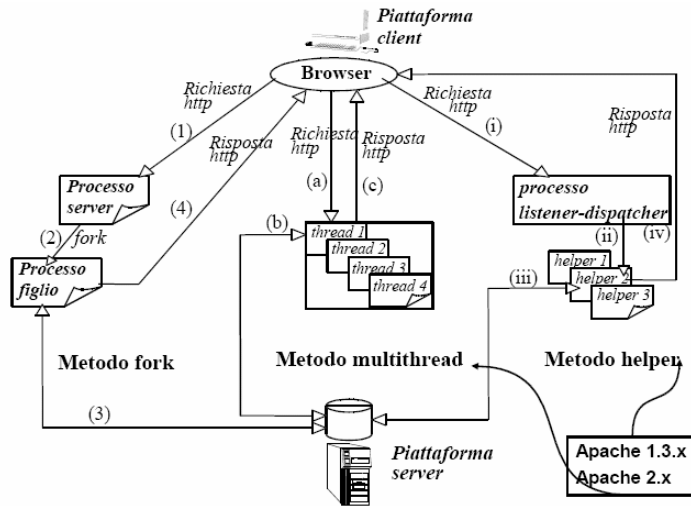 Piattaforma
client
Browser
Richiesta
http
(1)
Risposta
http
(4)
Richiesta
http
(a)
Risposta
http
(c)
Richiesta
http
(i)
Risposta
http
Processo
server
(2)
fork
Processo
figlio
(b)
thread 1
thread 2
thread 3
thread 4
processo
listener-dispatcher
(ii)
(iv)
helper 1
helper 2
helper 3
(iii)
Metodo fork
Metodo multithread
Metodo helper
(3)
Piattaforma
server
Apache 1.3.x
Apache 2.x